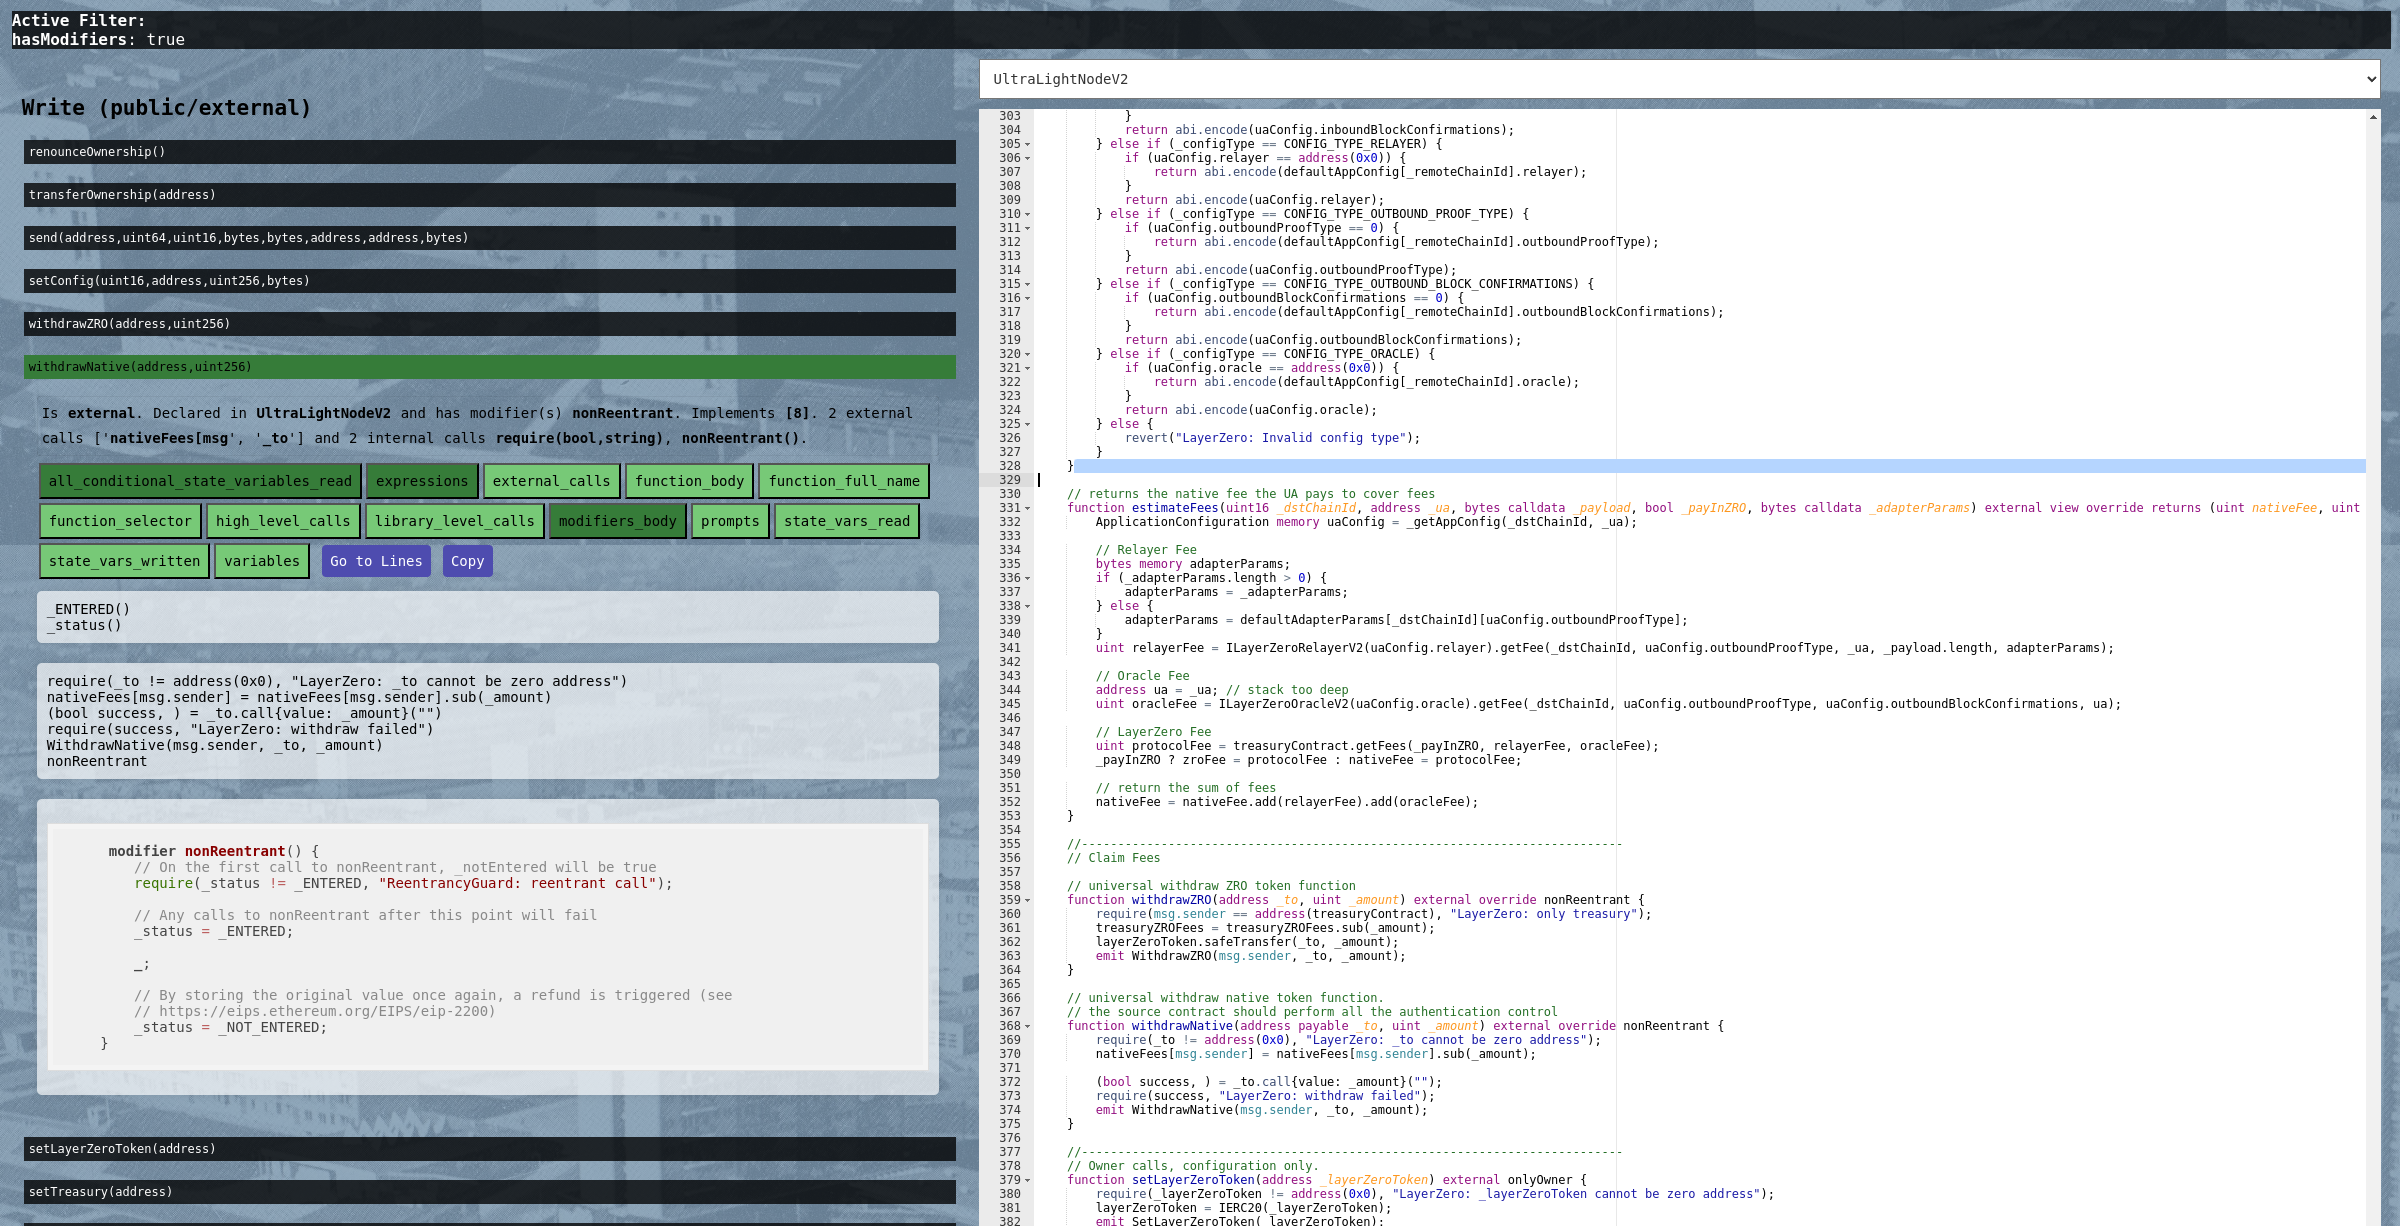 Active Filter:
hasModifiers: true
Write (public/external)
renounceOwnership()
transferOwnership(address)
send(address,uint64,uint16,bytes,bytes,address,address,bytes)
setConfig(uint16,address,uint256,bytes)
withdrawZRO(address,uint256)
withdrawNative(address,uint256)
Is external. Declared in UltraLightNodeV2 and has modifier(s) nonReentrant. Implements [8]. 2 external
calls ['nativeFees[msg', '_to'] and 2 internal calls require(bool,string), nonReentrant().
all_conditional_state_variables_read expressions external_calls function_body function_full_name
function_selector high_level_calls library_level_calls modifiers_body prompts state_vars_read
state_vars_written variables Go to Lines Copy
_ENTERED()
_status()
require(_to != address(0x0), "LayerZero: _to cannot be zero address")
nativeFees[msg.sender] = nativeFees[msg.sender].sub(_amount)
(bool success, ) = _to.call{value: _amount}("")
require(success, "LayerZero: withdraw failed")
WithdrawNative(msg.sender, _to, _amount)
nonReentrant
modifier nonReentrant() {
// On the first call to nonReentrant, _notEntered will be true
require(_status != _ENTERED, "ReentrancyGuard: reentrant call");
// Any calls to nonReentrant after this point will fail
_status = _ENTERED;
_;
// By storing the original value once again, a refund is triggered (see
// https://eips.ethereum.org/EIPS/eip-2200)
_status = _NOT_ENTERED;
}
setLayerZeroToken(address)
setTreasury(address)
UltraLightNodeV2
303 }
304 return abi.encode(uaConfig.inboundBlockConfirmations);
305 } else if (_configType == CONFIG_TYPE_RELAYER) {
306 if (uaConfig.relayer == address(0x0)) {
307 return abi.encode(defaultAppConfig[_remoteChainId].relayer);
308 }
309 return abi.encode(uaConfig.relayer);
310 } else if (_configType == CONFIG_TYPE_OUTBOUND_PROOF_TYPE) {
311 if (uaConfig.outboundProofType == 0) {
312 return abi.encode(defaultAppConfig[_remoteChainId].outboundProofType);
313 }
314 return abi.encode(uaConfig.outboundProofType);
315 } else if (_configType == CONFIG_TYPE_OUTBOUND_BLOCK_CONFIRMATIONS) {
316 if (uaConfig.outboundBlockConfirmations == 0) {
317 return abi.encode(defaultAppConfig[_remoteChainId].outboundBlockConfirmations);
318 }
319 return abi.encode(uaConfig.outboundBlockConfirmations);
320 } else if (_configType == CONFIG_TYPE_ORACLE) {
321 if (uaConfig.oracle == address(0x0)) {
322 return abi.encode(defaultAppConfig[_remoteChainId].oracle);
323 }
324 return abi.encode(uaConfig.oracle);
325 } else {
326 revert("LayerZero: Invalid config type");
327 }
328 }
329
330 // returns the native fee the UA pays to cover fees
331 function estimateFees(uint16 _dstChainId, address _ua, bytes calldata _payload, bool _payInZRO, bytes calldata _adapterParams) external view override returns (uint nativeFee, uint
332 ApplicationConfiguration memory uaConfig = _getAppConfig(_dstChainId, _ua);
333
334 // Relayer Fee
335 bytes memory adapterParams;
336 if (_adapterParams.length > 0) {
337 adapterParams = _adapterParams;
338 } else {
339 adapterParams = defaultAdapterParams[_dstChainId][uaConfig.outboundProofType];
340 }
341 uint relayerFee = ILayerZeroRelayerV2(uaConfig.relayer).getFee(_dstChainId, uaConfig.outboundProofType, _ua, _payload.length, adapterParams);
342
343 // Oracle Fee
344 address ua = _ua; // stack too deep
345 uint oracleFee = ILayerZeroOracleV2(uaConfig.oracle).getFee(_dstChainId, uaConfig.outboundProofType, uaConfig.outboundBlockConfirmations, ua);
346
347 // LayerZero Fee
348 uint protocolFee = treasuryContract.getFees(_payInZRO, relayerFee, oracleFee);
349 _payInZRO ? zroFee = protocolFee : nativeFee = protocolFee;
350
351 // return the sum of fees
352 nativeFee = nativeFee.add(relayerFee).add(oracleFee);
353 }
354
355 //---------------------------------------------------------------------------
356 // Claim Fees
357
358 // universal withdraw ZRO token function
359 function withdrawZRO(address _to, uint _amount) external override nonReentrant {
360 require(msg.sender == address(treasuryContract), "LayerZero: only treasury");
361 treasuryZROFees = treasuryZROFees.sub(_amount);
362 layerZeroToken.safeTransfer(_to, _amount);
363 emit WithdrawZRO(msg.sender, _to, _amount);
364 }
365
366 // universal withdraw native token function.
367 // the source contract should perform all the authentication control
368 function withdrawNative(address payable _to, uint _amount) external override nonReentrant {
369 require(_to != address(0x0), "LayerZero: _to cannot be zero address");
370 nativeFees[msg.sender] = nativeFees[msg.sender].sub(_amount);
371
372 (bool success, ) = _to.call{value: _amount}("");
373 require(success, "LayerZero: withdraw failed");
374 emit WithdrawNative(msg.sender, _to, _amount);
375 }
376
377 //---------------------------------------------------------------------------
378 // Owner calls, configuration only.
379 function setLayerZeroToken(address _layerZeroToken) external onlyOwner {
380 require(_layerZeroToken != address(0x0), "LayerZero: _layerZeroToken cannot be zero address");
381 layerZeroToken = IERC20(_layerZeroToken);
382 emit SetLayerZeroToken(_layerZeroToken);